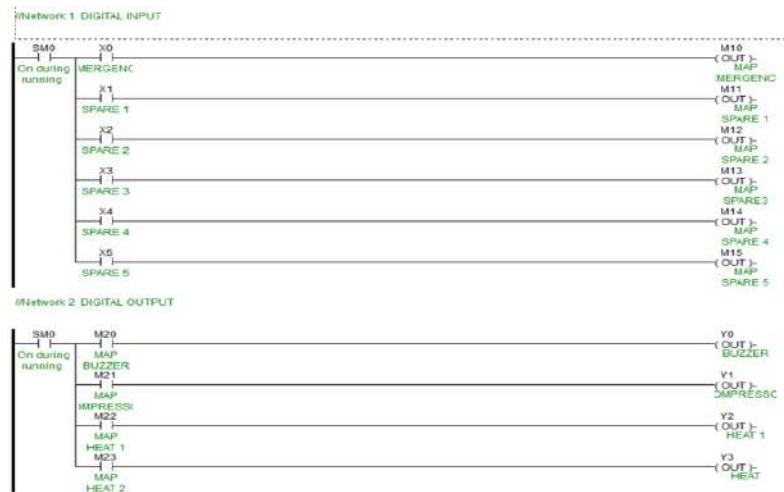 //Network 1 DIGITAL INPUT
SM0 X0 M10
On during MERGENC (OUT)-
running MAP
MERGENC
X1 M11
SPARE 1 (OUT)-
MAP
SPARE 1
X2 M12
SPARE 2 (OUT)-
MAP
SPARE 2
X3 M13
SPARE 3 (OUT)-
MAP
SPARE3
X4 M14
SPARE 4 (OUT)-
MAP
SPARE 4
X5 M15
SPARE 5 (OUT)-
MAP
SPARE 5
//Network 2 DIGITAL OUTPUT
SM0 M20 Y0
On during MAP (OUT)-
running BUZZER BUZZER
M21 Y1
MAP (OUT)-
OMPRESSC
M22 Y2
MAP (OUT)-
HEAT 1 HEAT 1
M23 Y3
MAP (OUT)-
HEAT 2 HEAT